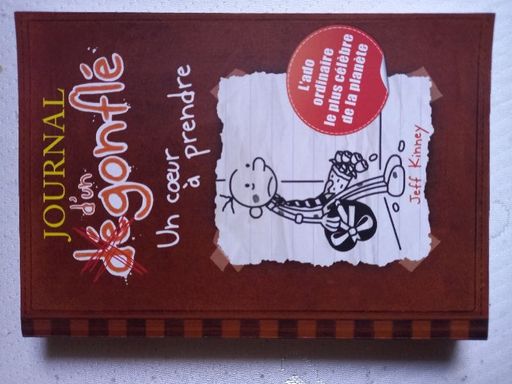 JOURNAL
d'un
dégonflé
Un cœur
à prendre
L'ado
ordinaire
le plus célèbre
de la planète
Jeff Kinney